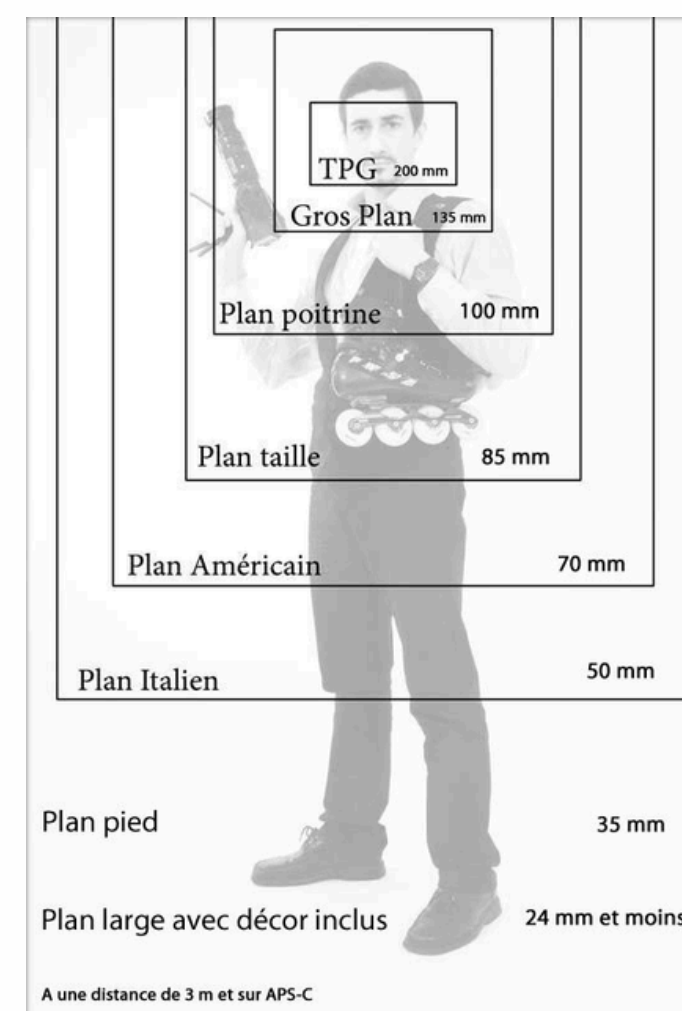 TPG 200 mm
Gros Plan 135 mm
Plan poitrine 100 mm
Plan taille 85 mm
Plan Américain 70 mm
Plan Italien 50 mm
Plan pied 35 mm
Plan large avec décor inclus 24 mm et moins
A une distance de 3 m et sur APS-C